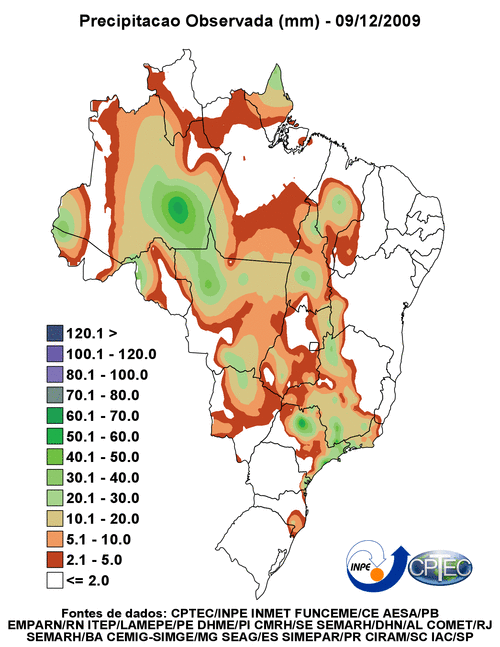 Precipitacao Observada (mm) - 09/12/2009
120.1 >
100.1 - 120.0
80.1 - 100.0
70.1 - 80.0
60.1 - 70.0
50.1 - 60.0
40.1 - 50.0
30.1 - 40.0
20.1 - 30.0
10.1 - 20.0
5.1 - 10.0
2.1 - 5.0
<= 2.0
INPE
CPTEC
Fontes de dados: CPTEC/INPE INMET FUNCEME/CE AESA/PB
EMPARN/RN ITEP/LAMEPE/PE DHME/PI CMRH/SE SEMARH/DHN/AL COMET/RJ
SEMARH/BA CEMIG-SIMGE/MG SEAG/ES SIMEPAR/PR CIRAM/SC IAC/SP